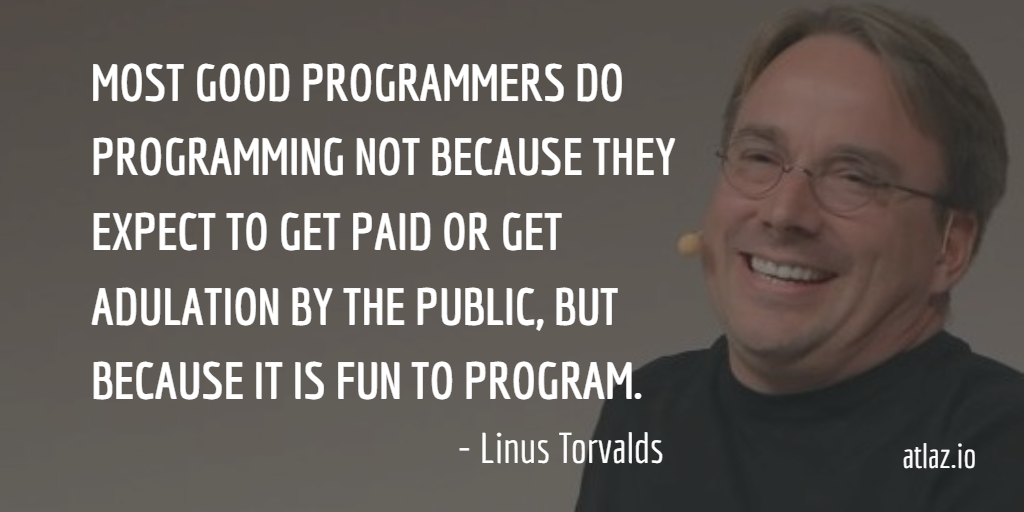 MOST GOOD PROGRAMMERS DO
PROGRAMMING NOT BECAUSE THEY
EXPECT TO GET PAID OR GET
ADULATION BY THE PUBLIC, BUT
BECAUSE IT IS FUN TO PROGRAM.
- Linus Torvalds
atlaz.io